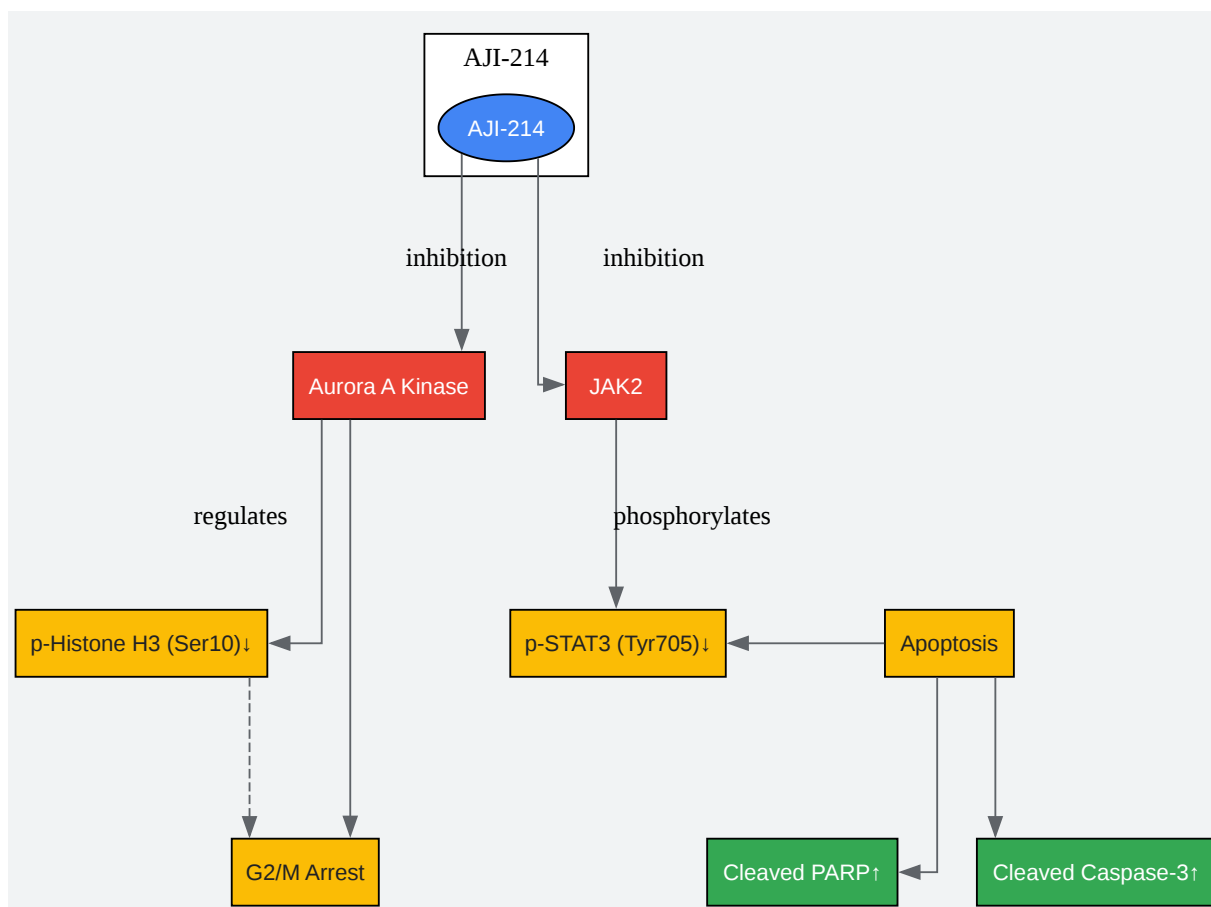 AJI-214
AJI-214
inhibition
inhibition
Aurora A Kinase
JAK2
regulates
phosphorylates
p-Histone H3 (Ser10)↓
p-STAT3 (Tyr705)↓
Apoptosis
G2/M Arrest
Cleaved PARP↑
Cleaved Caspase-3↑